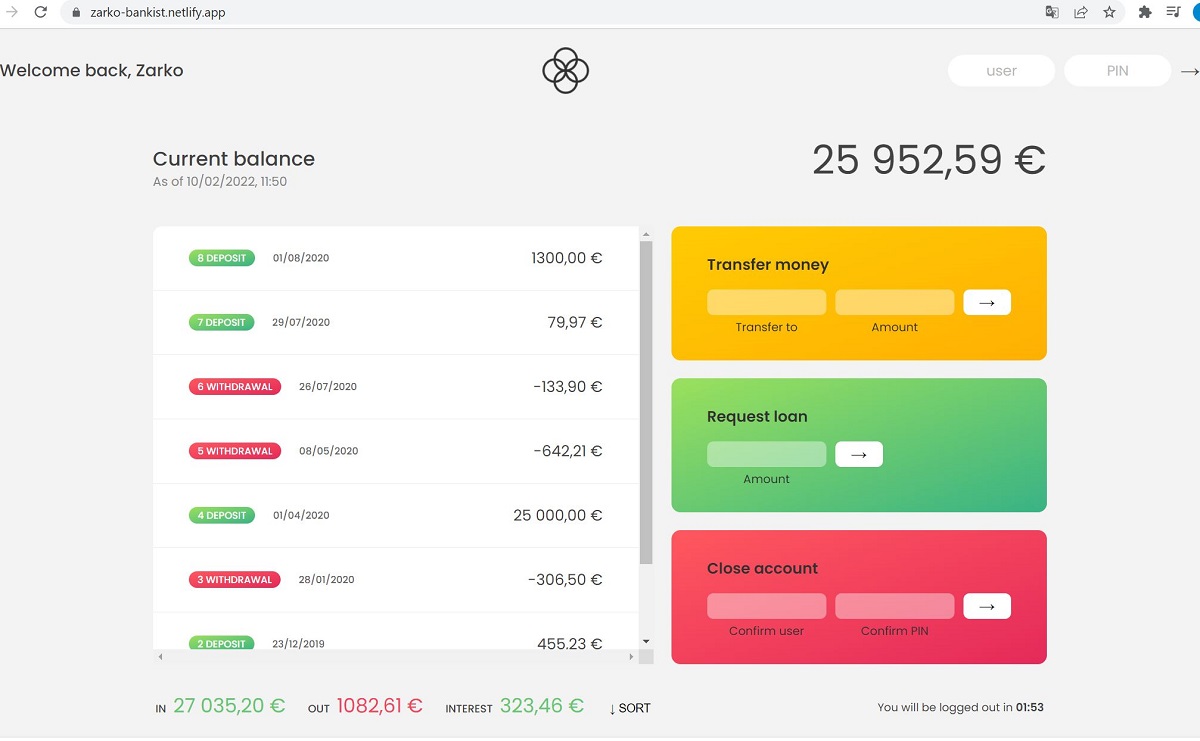 zarko-bankist.netlify.app
Welcome back, Zarko
user
PIN
→
Current balance
As of 10/02/2022, 11:50
25 952,59 €
8 DEPOSIT 01/08/2020 1300,00 €
7 DEPOSIT 29/07/2020 79,97 €
6 WITHDRAWAL 26/07/2020 -133,90 €
5 WITHDRAWAL 08/05/2020 -642,21 €
4 DEPOSIT 01/04/2020 25 000,00 €
3 WITHDRAWAL 28/01/2020 -306,50 €
2 DEPOSIT 23/12/2019 455,23 €
Transfer money
→
Transfer to Amount
Request loan
→
Amount
Close account
→
Confirm user Confirm PIN
IN 27 035,20 € OUT 1082,61 € INTEREST 323,46 € ↓ SORT
You will be logged out in 01:53